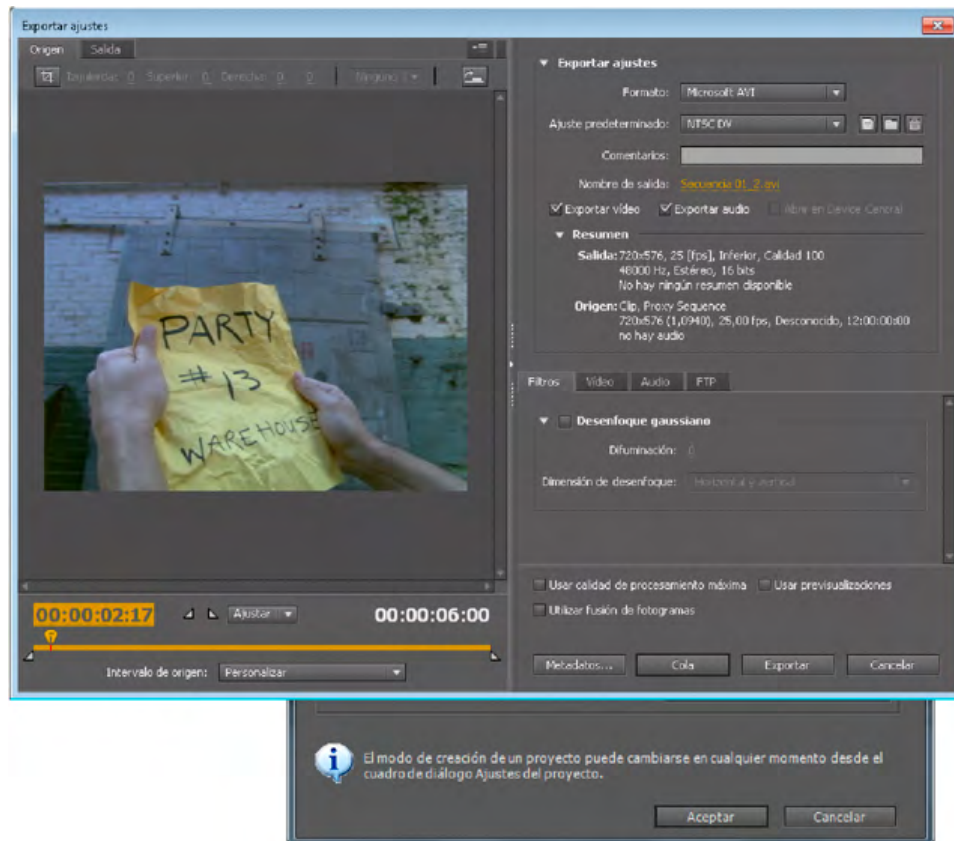 Exportar ajustes
Origen Salida
Izquierda: 0 Superior: 0 Derecha: 0 0 Ninguno
PARTY
# 13
WAREHOUSE
00:00:02:17 Ajustar 00:00:06:00
Intervalo de origen: Personalizar
Exportar ajustes
Formato: Microsoft AVI
Ajuste predeterminado: NTSC DV
Comentarios:
Nombre de salida: Secuencia 01_2.avi
Exportar vídeo Exportar audio Abre en Device Central
Resumen
Salida: 720x576, 25 [fps], Inferior, Calidad 100
48000 Hz, Estéreo, 16 bits
No hay ningún resumen disponible
Origen: Clip, Proxy Sequence
720x576 (1,0940), 25,00 fps, Desconocido, 12:00:00:00
no hay audio
Filtros Vídeo Audio FTP
Desenfoque gaussiano
Difuminación: 0
Dimensión de desenfoque: Horizontal y vertical
Usar calidad de procesamiento máxima Usar previsualizaciones
Utilizar fusión de fotogramas
Metadatos... Cola Exportar Cancelar
El modo de creación de un proyecto puede cambiarse en cualquier momento desde el
cuadro de diálogo Ajustes del proyecto.
Aceptar Cancelar